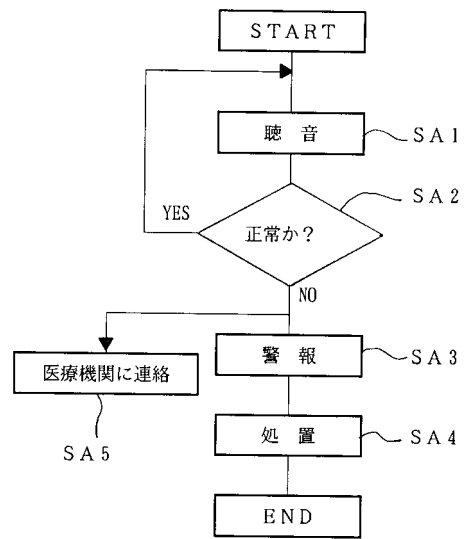 START
聴音
SA1
SA2
YES
正常か？
NO
警報
SA3
医療機関に連絡
処置
SA4
SA5
END